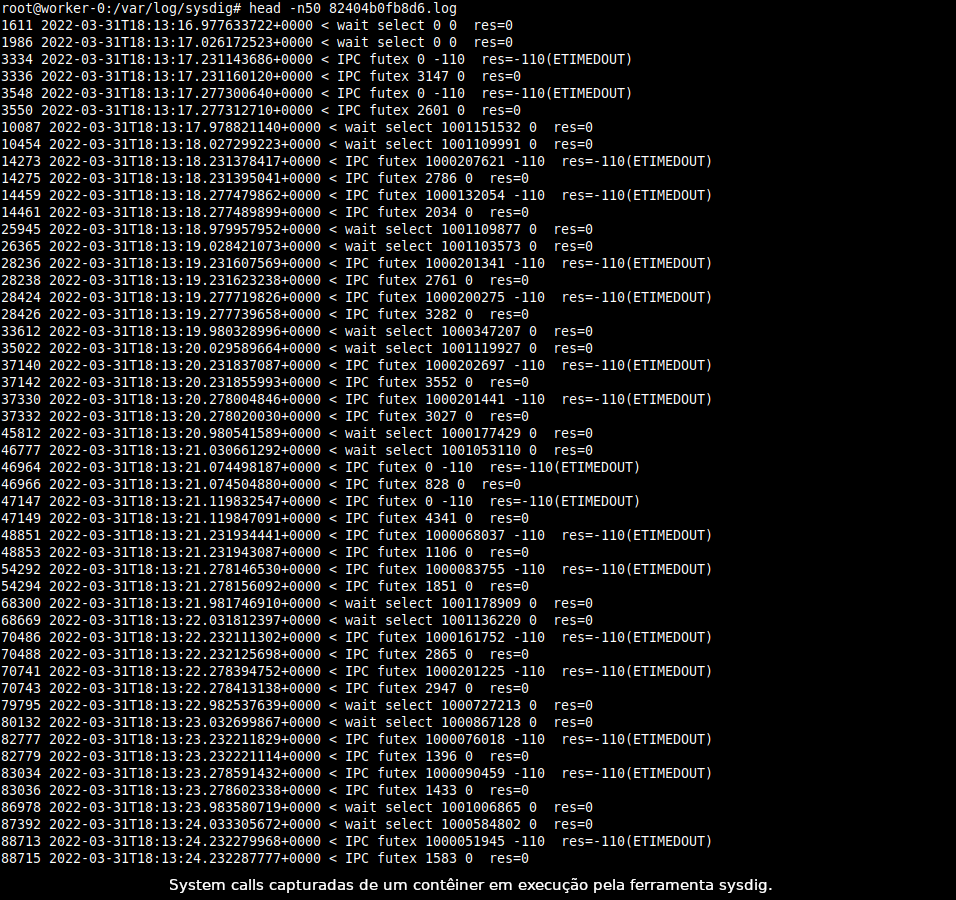 root@worker-0:/var/log/sysdig# head -n50 82404b0fb8d6.log
1611 2022-03-31T18:13:16.977633722+0000 < wait select 0 0  res=0
1986 2022-03-31T18:13:17.026172523+0000 < wait select 0 0  res=0
3334 2022-03-31T18:13:17.231143686+0000 < IPC futex 0 -110  res=-110(ETIMEDOUT)
3336 2022-03-31T18:13:17.231160120+0000 < IPC futex 3147 0  res=0
3548 2022-03-31T18:13:17.277300640+0000 < IPC futex 0 -110  res=-110(ETIMEDOUT)
3550 2022-03-31T18:13:17.277312710+0000 < IPC futex 2601 0  res=0
10087 2022-03-31T18:13:17.978821140+0000 < wait select 1001151532 0  res=0
10454 2022-03-31T18:13:18.027299223+0000 < wait select 1001109991 0  res=0
14273 2022-03-31T18:13:18.231378417+0000 < IPC futex 1000207621 -110  res=-110(ETIMEDOUT)
14275 2022-03-31T18:13:18.231395041+0000 < IPC futex 2786 0  res=0
14459 2022-03-31T18:13:18.277479862+0000 < IPC futex 1000132054 -110  res=-110(ETIMEDOUT)
14461 2022-03-31T18:13:18.277489899+0000 < IPC futex 2034 0  res=0
25945 2022-03-31T18:13:18.979957952+0000 < wait select 1001109877 0  res=0
26365 2022-03-31T18:13:19.028421073+0000 < wait select 1001103573 0  res=0
28236 2022-03-31T18:13:19.231607569+0000 < IPC futex 1000201341 -110  res=-110(ETIMEDOUT)
28238 2022-03-31T18:13:19.231623238+0000 < IPC futex 2761 0  res=0
28424 2022-03-31T18:13:19.277719826+0000 < IPC futex 1000200275 -110  res=-110(ETIMEDOUT)
28426 2022-03-31T18:13:19.277739658+0000 < IPC futex 3282 0  res=0
33612 2022-03-31T18:13:19.980328996+0000 < wait select 1000347207 0  res=0
35022 2022-03-31T18:13:20.029589664+0000 < wait select 1001119927 0  res=0
37140 2022-03-31T18:13:20.231837087+0000 < IPC futex 1000202697 -110  res=-110(ETIMEDOUT)
37142 2022-03-31T18:13:20.231855993+0000 < IPC futex 3552 0  res=0
37330 2022-03-31T18:13:20.278004846+0000 < IPC futex 1000201441 -110  res=-110(ETIMEDOUT)
37332 2022-03-31T18:13:20.278020030+0000 < IPC futex 3027 0  res=0
45812 2022-03-31T18:13:20.980541589+0000 < wait select 1000177429 0  res=0
46777 2022-03-31T18:13:21.030661292+0000 < wait select 1001053110 0  res=0
46964 2022-03-31T18:13:21.074498187+0000 < IPC futex 0 -110  res=-110(ETIMEDOUT)
46966 2022-03-31T18:13:21.074504880+0000 < IPC futex 828 0  res=0
47147 2022-03-31T18:13:21.119832547+0000 < IPC futex 0 -110  res=-110(ETIMEDOUT)
47149 2022-03-31T18:13:21.119847091+0000 < IPC futex 4341 0  res=0
48851 2022-03-31T18:13:21.231934441+0000 < IPC futex 1000068037 -110  res=-110(ETIMEDOUT)
48853 2022-03-31T18:13:21.231943087+0000 < IPC futex 1106 0  res=0
54292 2022-03-31T18:13:21.278146530+0000 < IPC futex 1000083755 -110  res=-110(ETIMEDOUT)
54294 2022-03-31T18:13:21.278156092+0000 < IPC futex 1851 0  res=0
68300 2022-03-31T18:13:21.981746910+0000 < wait select 1001178909 0  res=0
68669 2022-03-31T18:13:22.031812397+0000 < wait select 1001136220 0  res=0
70486 2022-03-31T18:13:22.232111302+0000 < IPC futex 1000161752 -110  res=-110(ETIMEDOUT)
70488 2022-03-31T18:13:22.232125698+0000 < IPC futex 2865 0  res=0
70741 2022-03-31T18:13:22.278394752+0000 < IPC futex 1000201225 -110  res=-110(ETIMEDOUT)
70743 2022-03-31T18:13:22.278413138+0000 < IPC futex 2947 0  res=0
79795 2022-03-31T18:13:22.982537639+0000 < wait select 1000727213 0  res=0
80132 2022-03-31T18:13:23.032699867+0000 < wait select 1000867128 0  res=0
82777 2022-03-31T18:13:23.232211829+0000 < IPC futex 1000076018 -110  res=-110(ETIMEDOUT)
82779 2022-03-31T18:13:23.232221114+0000 < IPC futex 1396 0  res=0
83034 2022-03-31T18:13:23.278591432+0000 < IPC futex 1000090459 -110  res=-110(ETIMEDOUT)
83036 2022-03-31T18:13:23.278602338+0000 < IPC futex 1433 0  res=0
86978 2022-03-31T18:13:23.983580719+0000 < wait select 1001006865 0  res=0
87392 2022-03-31T18:13:24.033305672+0000 < wait select 1000584802 0  res=0
88713 2022-03-31T18:13:24.232279968+0000 < IPC futex 1000051945 -110  res=-110(ETIMEDOUT)
88715 2022-03-31T18:13:24.232287777+0000 < IPC futex 1583 0  res=0
System calls capturadas de um contêiner em execução pela ferramenta sysdig.